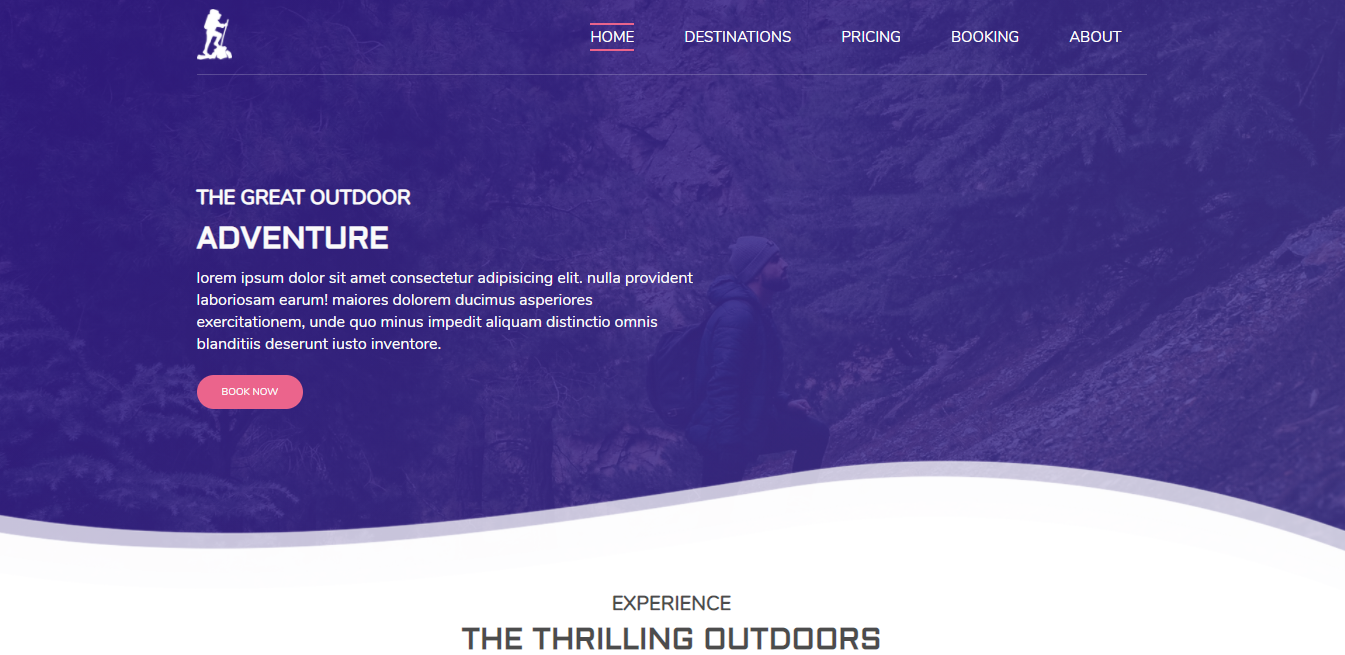 HOME DESTINATIONS PRICING BOOKING ABOUT
THE GREAT OUTDOOR
ADVENTURE
lorem ipsum dolor sit amet consectetur adipisicing elit. nulla provident
laboriosam earum! maiores dolorem ducimus asperiores
exercitationem, unde quo minus impedit aliquam distinctio omnis
blanditiis deserunt iusto inventore.
BOOK NOW
EXPERIENCE
THE THRILLING OUTDOORS